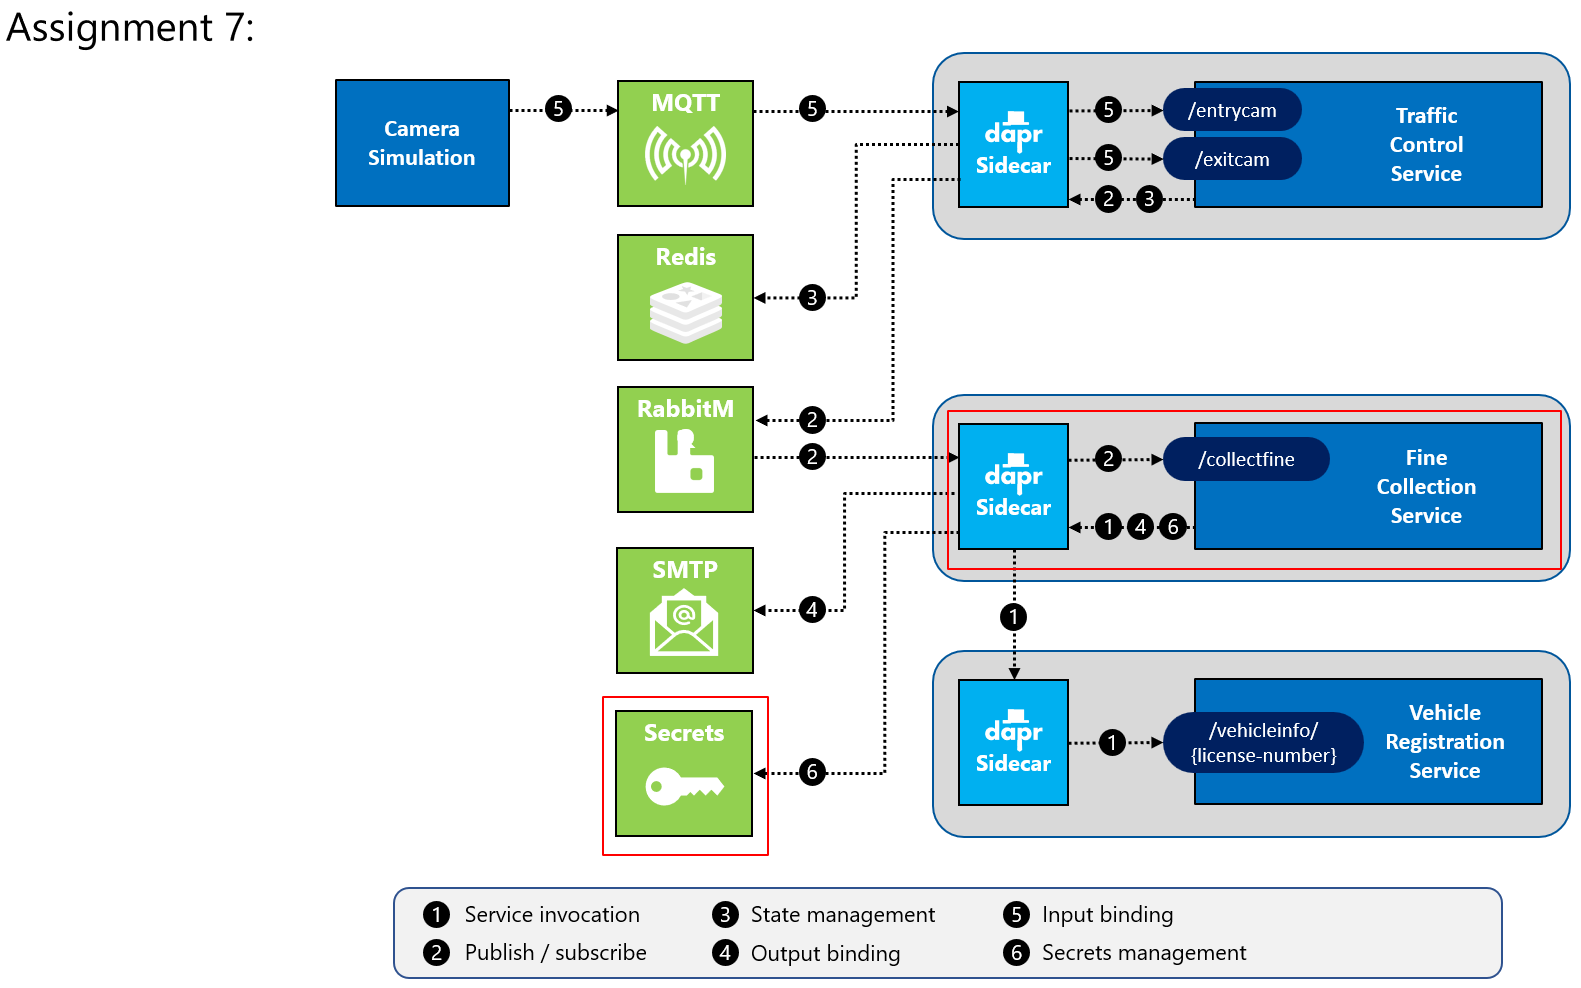 Assignment 7:
Camera
Simulation
5
MQTT
5
dapr
Sidecar
5
/entrycam
5
/exitcam
2 3
Traffic
Control
Service
Redis
3
RabbitM
2
2
dapr
Sidecar
2
/collectfine
1 4 6
Fine
Collection
Service
SMTP
@
4
1
Secrets
6
dapr
Sidecar
1
/vehicleinfo/
{license-number}
Vehicle
Registration
Service
1 Service invocation
2 Publish / subscribe
3 State management
4 Output binding
5 Input binding
6 Secrets management